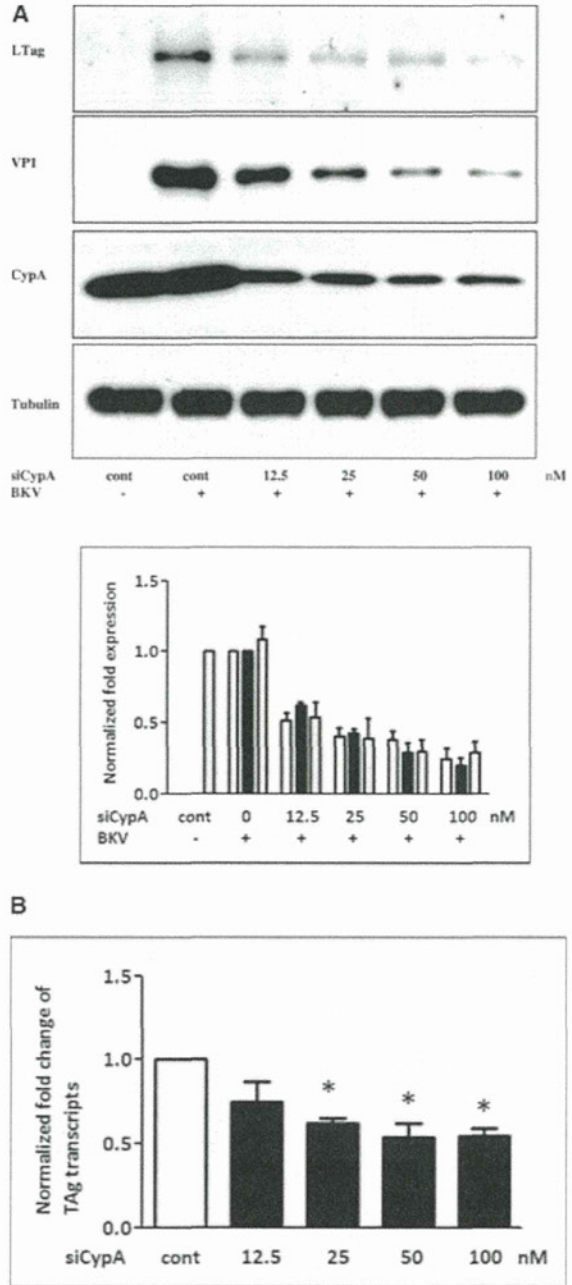 A
LTag
VP1
CypA
Tubulin
siCypA cont cont 12.5 25 50 100 nM
BKV - + + + + +
Normalized fold expression
1.5
1.0
0.5
0.0
siCypA cont 0 12.5 25 50 100 nM
BKV - + + + + +
B
Normalized fold change of
TAg transcripts
1.5
1.0
0.5
0.0
* * *
siCypA cont 12.5 25 50 100 nM